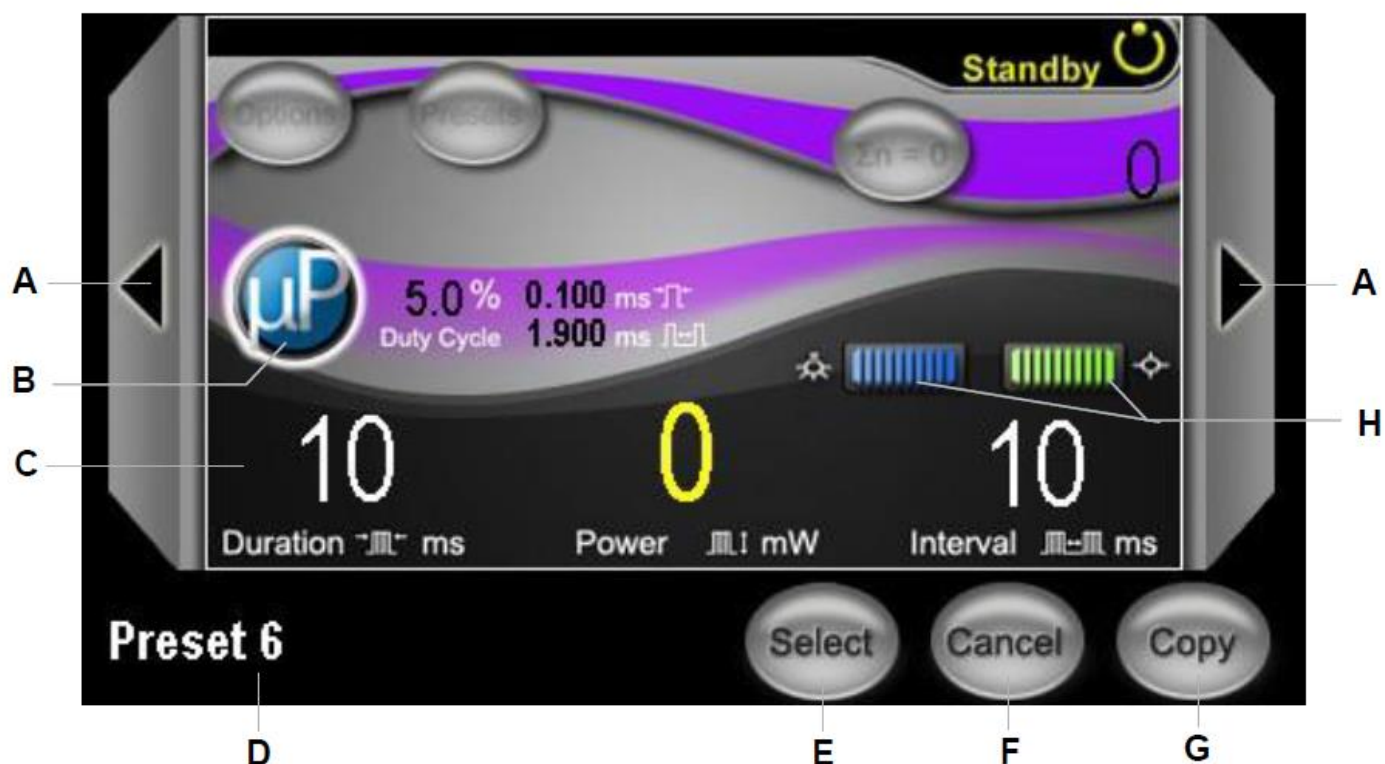 Standby
Options
Presets
Σn = 0
0
A
A
µP
5.0 % 0.100 ms
Duty Cycle 1.900 ms
B
H
10
0
10
C
Duration ms
Power mW
Interval ms
Preset 6
Select
Cancel
Copy
D
E
F
G